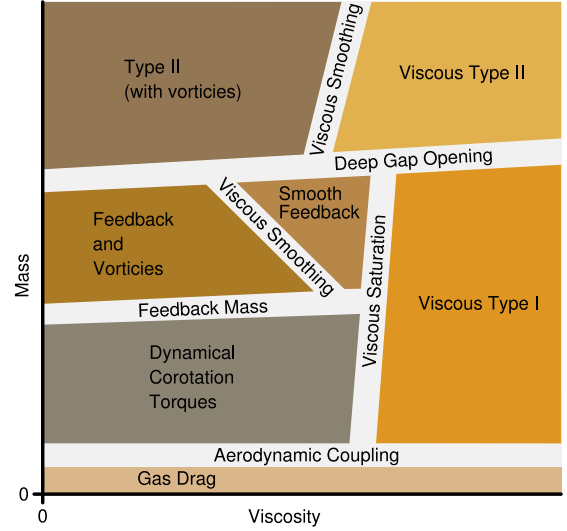 Type II
(with vorticies)
Viscous Smoothing
Viscous Type II
Deep Gap Opening
Feedback
and
Vorticies
Viscous Smoothing
Smooth
Feedback
Viscous Saturation
Viscous Type I
Mass
Feedback Mass
Dynamical
Corotation
Torques
Aerodynamic Coupling
Gas Drag
0
0
Viscosity